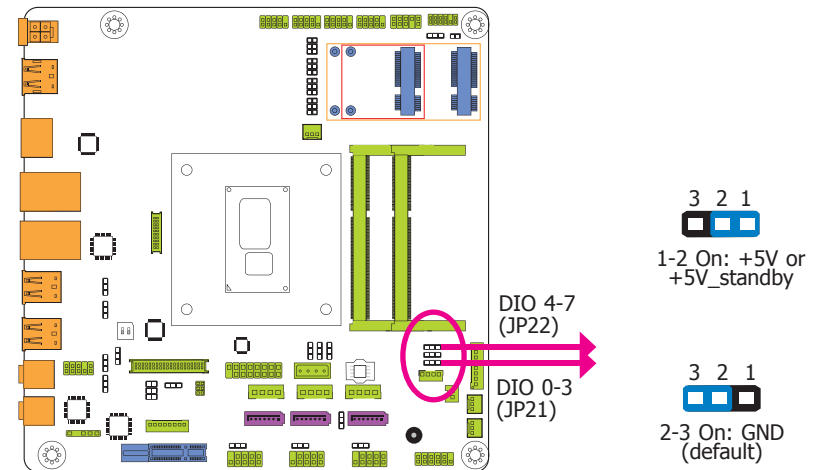 DIO 4-7
(JP22)
DIO 0-3
(JP21)
3 2 1
1-2 On: +5V or
+5V_standby
3 2 1
2-3 On: GND
(default)